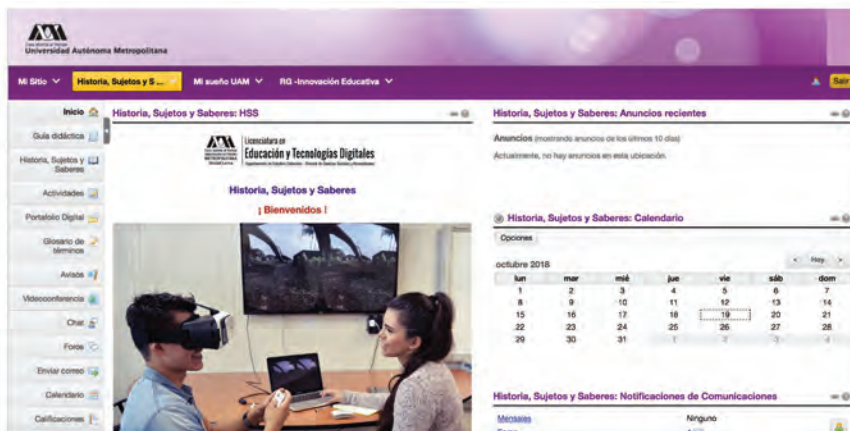 Casa abierta al tiempo
Universidad Autónoma Metropolitana
Mi Sitio
Historia, Sujetos y S ...
Mi sueño UAM
RG -Innovación Educativa
Salir
Inicio
Guía didáctica
Historia, Sujetos y
Saberes
Actividades
Portafolio Digital
Glosario de
términos
Avisos
Videoconferencia
Chat
Foros
Enviar correo
Calendario
Calificaciones
Historia, Sujetos y Saberes: HSS
Licenciatura en
Educación y Tecnologías Digitales
Historia, Sujetos y Saberes
¡ Bienvenidos !
Historia, Sujetos y Saberes: Anuncios recientes
Anuncios (mostrando anuncios de los últimos 10 días)
Actualmente, no hay anuncios en esta ubicación.
Historia, Sujetos y Saberes: Calendario
Opciones
octubre 2018
< Hoy >
lun mar mié jue vie sáb dom
1 2 3 4 5 6 7
8 9 10 11 12 13 14
15 16 17 18 19 20 21
22 23 24 25 26 27 28
29 30 31 1 2 3 4
Historia, Sujetos y Saberes: Notificaciones de Comunicaciones
Mensajes Ninguno